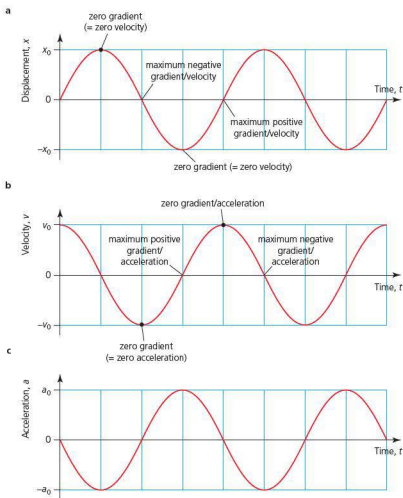 a
zero gradient
(= zero velocity)
Displacement, x
x₀
0
–x₀
maximum negative
gradient/velocity
Time, t
maximum positive
gradient/velocity
zero gradient (= zero velocity)
b
zero gradient/acceleration
Velocity, v
v₀
0
–v₀
maximum positive
gradient/
acceleration
maximum negative
gradient/
acceleration
Time, t
zero gradient
(= zero acceleration)
c
Acceleration, a
a₀
0
–a₀
Time, t